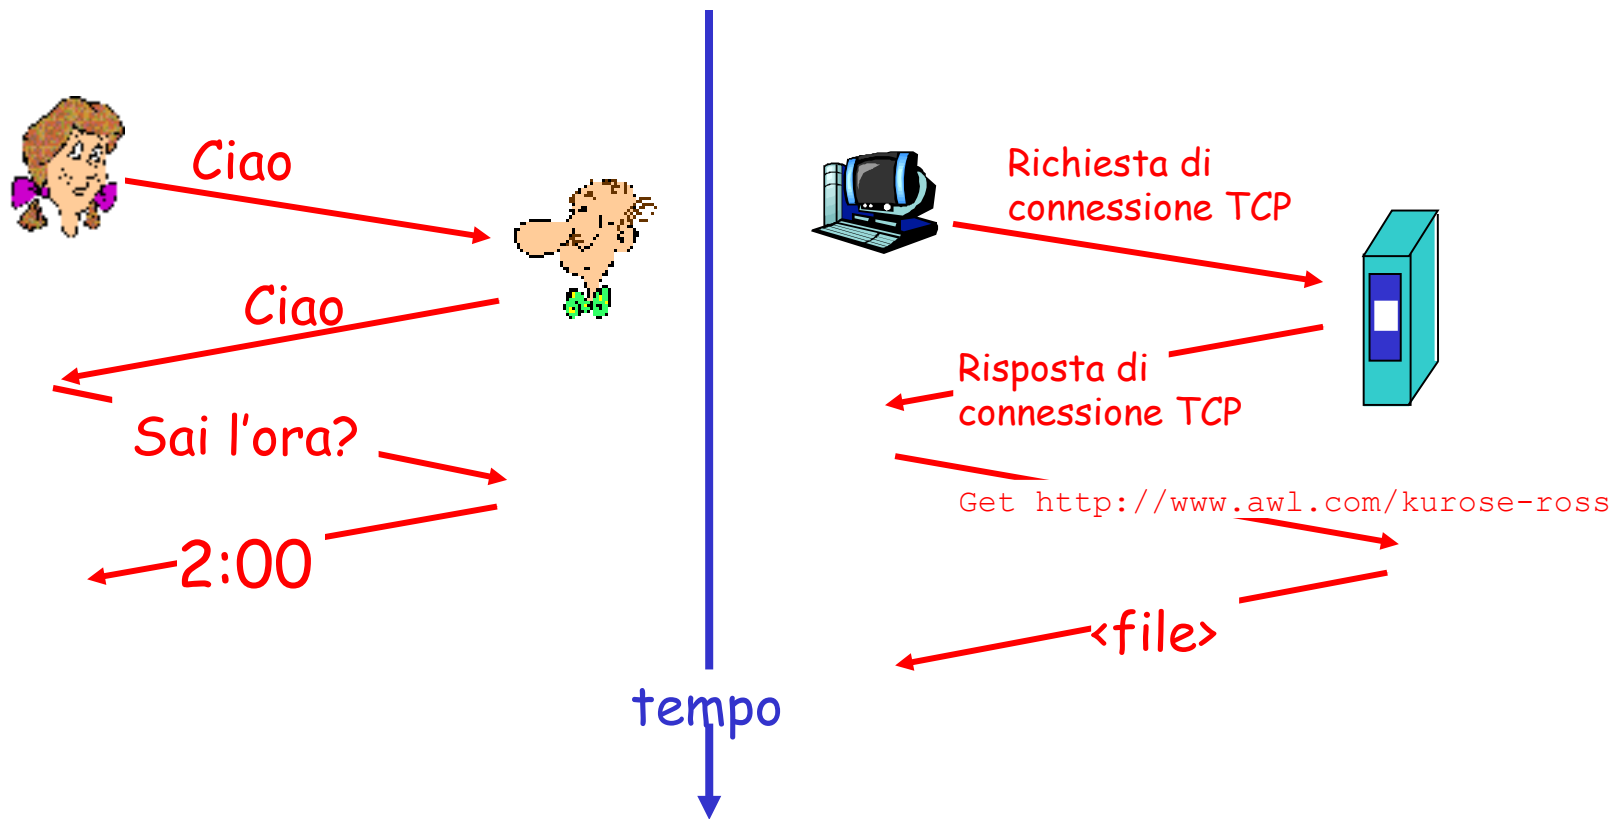 Ciao
Ciao
Sai l'ora?
2:00
tempo
Richiesta di
connessione TCP
Risposta di
connessione TCP
Get http://www.awl.com/kurose-ross
<file>